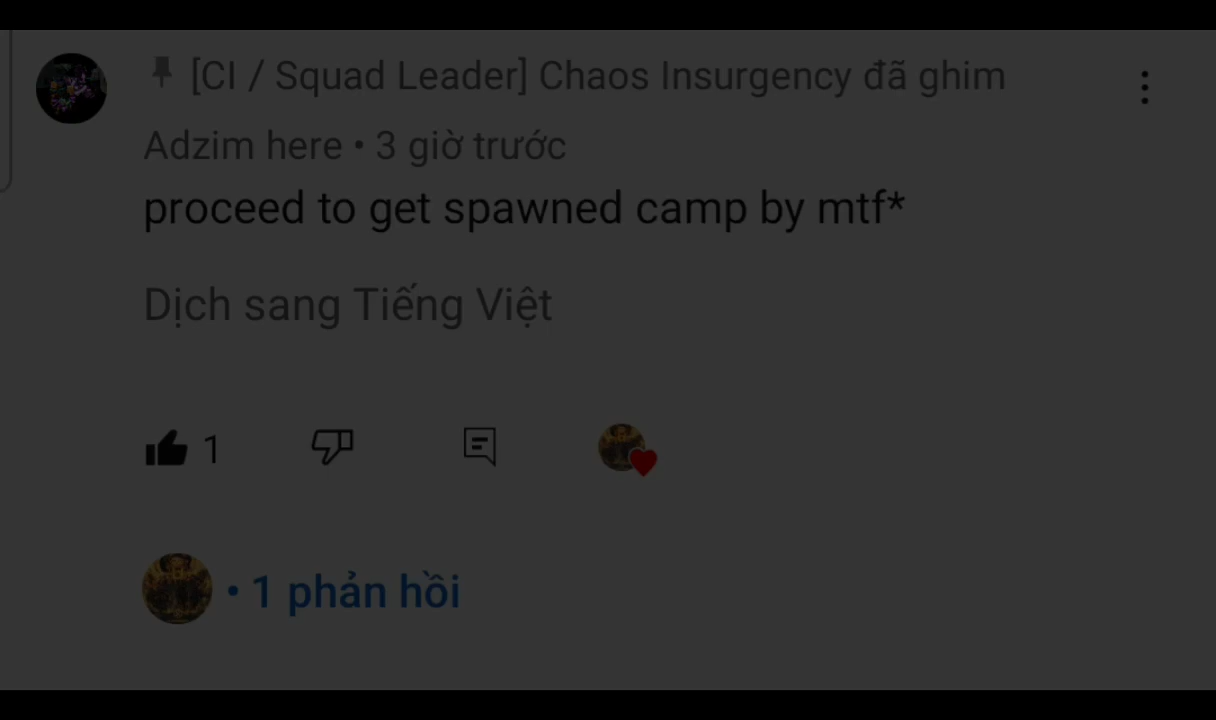 [CI / Squad Leader] Chaos Insurgency đã ghim
Adzim here • 3 giờ trước
proceed to get spawned camp by mtf*
Dịch sang Tiếng Việt
1
• 1 phản hồi